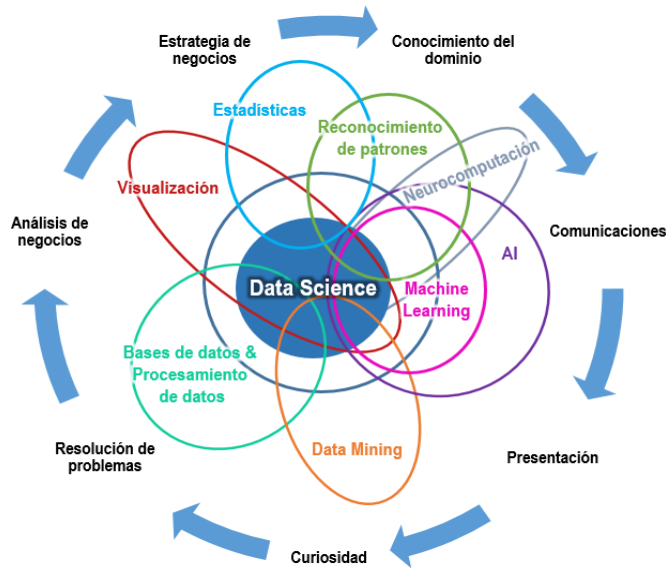 Estrategia de
negocios
Conocimiento del
dominio
Estadísticas
Reconocimiento
de patrones
Neurocomputación
Visualización
Análisis de
negocios
Comunicaciones
AI
Data Science
Machine
Learning
Bases de datos &
Procesamiento
de datos
Data Mining
Resolución de
problemas
Presentación
Curiosidad